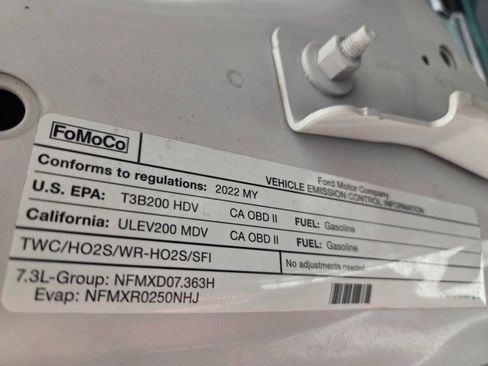 FoMoCo
Ford Motor Company
VEHICLE EMISSION CONTROL INFORMATION
Conforms to regulations: 2022 MY
U.S. EPA: T3B200 HDV CA OBD II FUEL: Gasoline
California: ULEV200 MDV CA OBD II FUEL: Gasoline
TWC/HO2S/WR-HO2S/SFI
No adjustments needed.
7.3L-Group: NFMXD07.363H
Evap: NFMXR0250NHJ